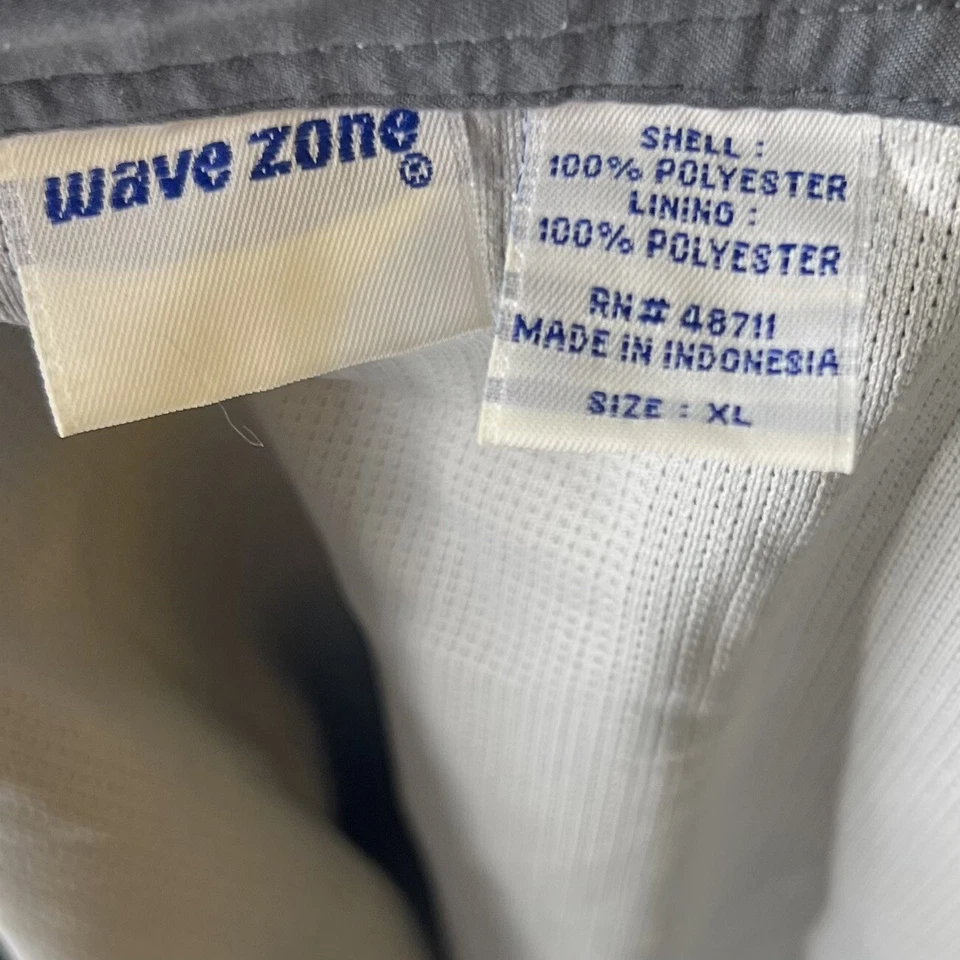 wave zone®
SHELL :
100% POLYESTER
LINING :
100% POLYESTER
RN# 48711
MADE IN INDONESIA
SIZE : XL